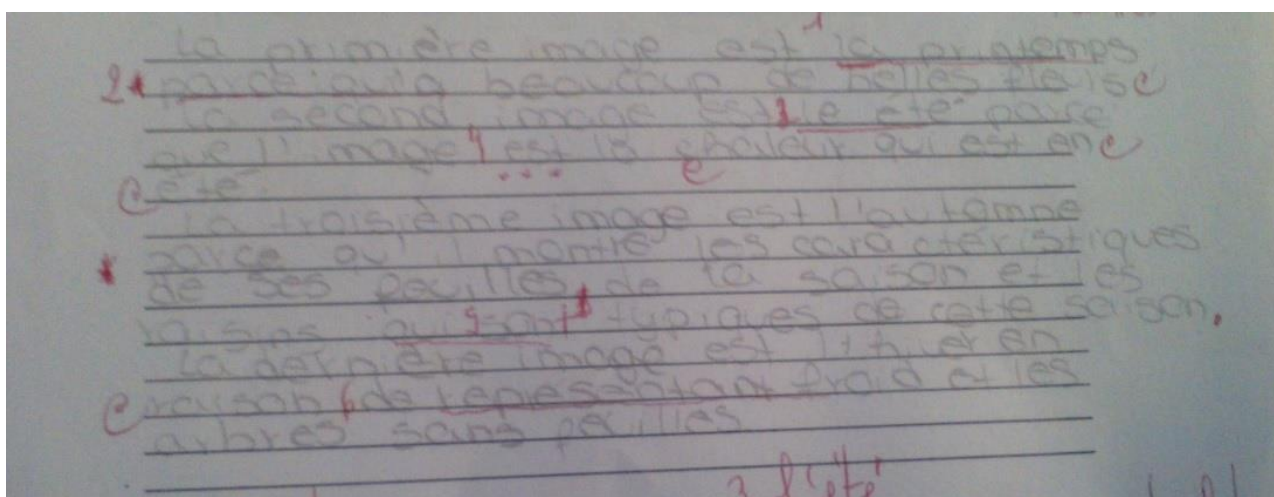 La première image est la printemps
parce qu'a beaucoup de belles
La second image est le été parce
que l'image est la chaleur qui est en
été.
La troisième image est l'automne
parce qu'il montre les caractéristiques
de ses feuilles de la saison et les
raisins qui sont typiques de cette saison.
La dernière image est l'hiver en
raison de représentant froid et les
arbres sans feuilles
l'été